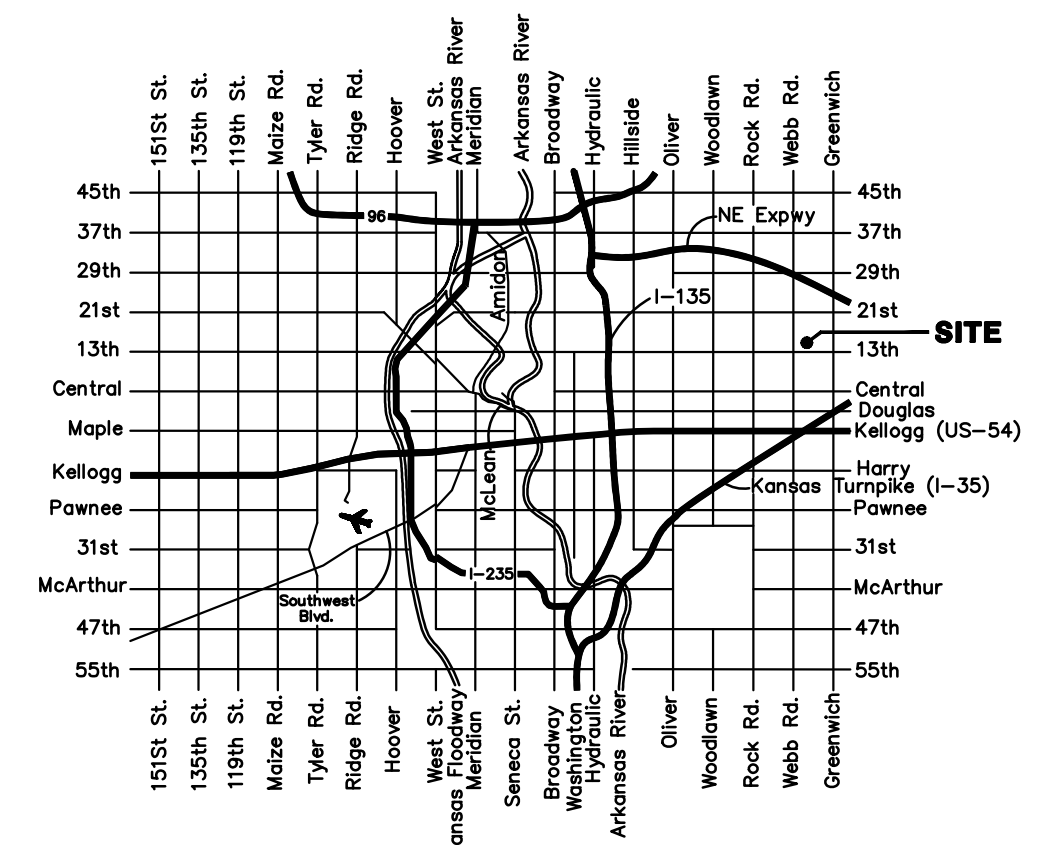 151St St.
135th St.
119th St.
Maize Rd.
Tyler Rd.
Ridge Rd.
Hoover
West St.
Arkansas River
Meridian
Arkansas River
Broadway
Hydraulic
Hillside
Oliver
Woodlawn
Rock Rd.
Webb Rd.
Greenwich
45th
37th
29th
21st
13th
Central
Maple
Kellogg
Pawnee
31st
McArthur
47th
55th
96
Amidon
NE Expwy
I-135
McLean
I-235
Southwest
Blvd.
45th
37th
29th
21st
SITE
13th
Central
Douglas
Kellogg (US-54)
Harry
Kansas Turnpike (I-35)
Pawnee
31st
McArthur
47th
55th
151St St.
135th St.
119th St.
Maize Rd.
Tyler Rd.
Ridge Rd.
Hoover
West St.
ansas Floodway
Meridian
Seneca St.
Broadway
Washington
Hydraulic
Arkansas River
Oliver
Woodlawn
Rock Rd.
Webb Rd.
Greenwich